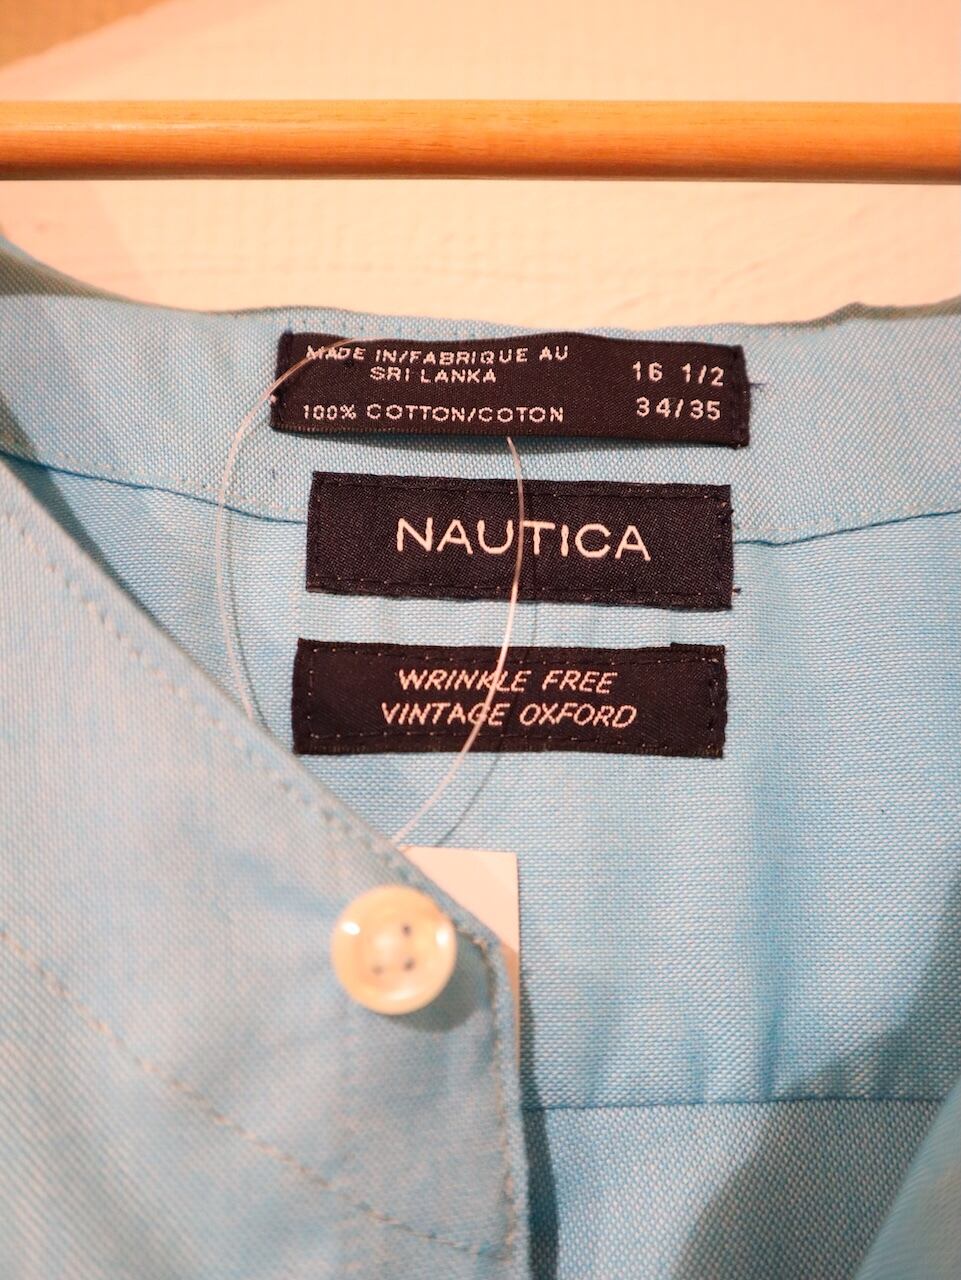 MADE IN/FABRIQUE AU
SRI LANKA
100% COTTON/COTON
16 1/2
34/35
NAUTICA
WRINKLE FREE
VINTAGE OXFORD